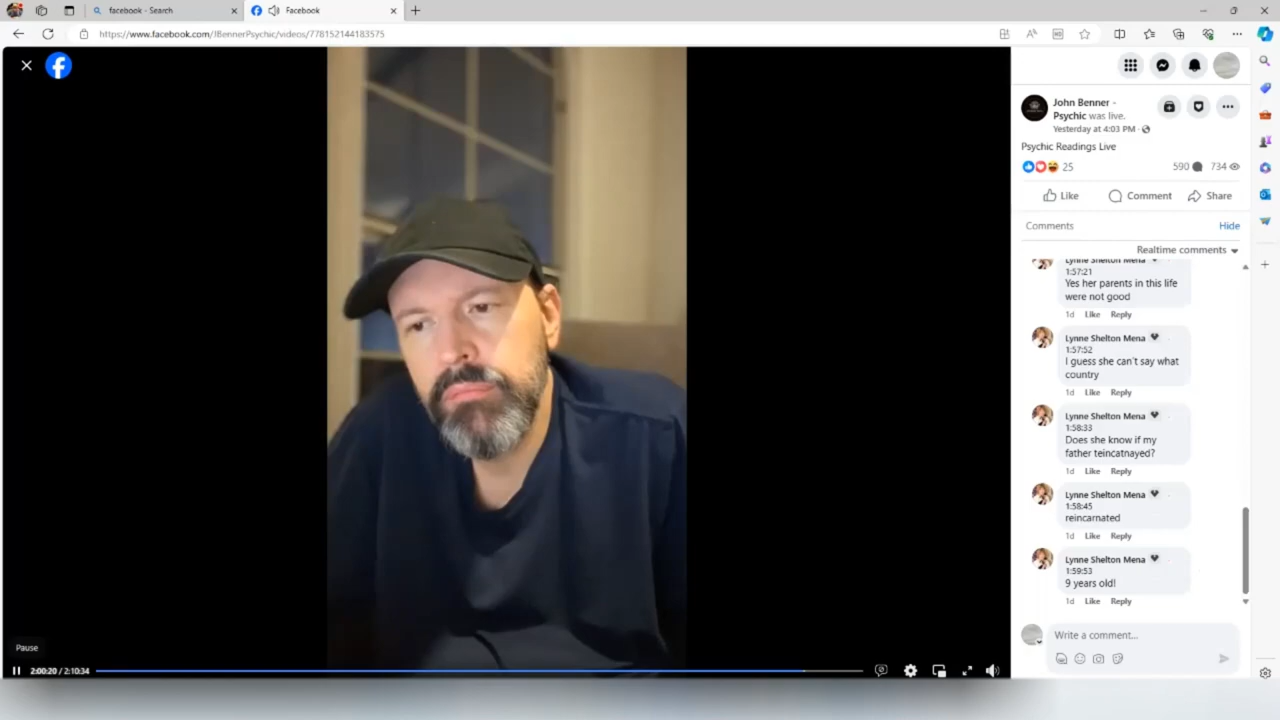 facebook - Search
Facebook
https://www.facebook.com/JBennerPsychic/videos/778152144183575
John Benner -
Psychic was live.
Yesterday at 4:03 PM ·
Psychic Readings Live
25
590 734
Like Comment Share
Comments Hide
Realtime comments
Lynne Shelton Mena
1:57:21
Yes her parents in this life
were not good
1d Like Reply
Lynne Shelton Mena
1:57:52
I guess she can't say what
country
1d Like Reply
Lynne Shelton Mena
1:58:33
Does she know if my
father teincatnayed?
1d Like Reply
Lynne Shelton Mena
1:58:45
reincarnated
1d Like Reply
Lynne Shelton Mena
1:59:53
9 years old!
1d Like Reply
Write a comment...
Pause
2:00:20 / 2:10:34